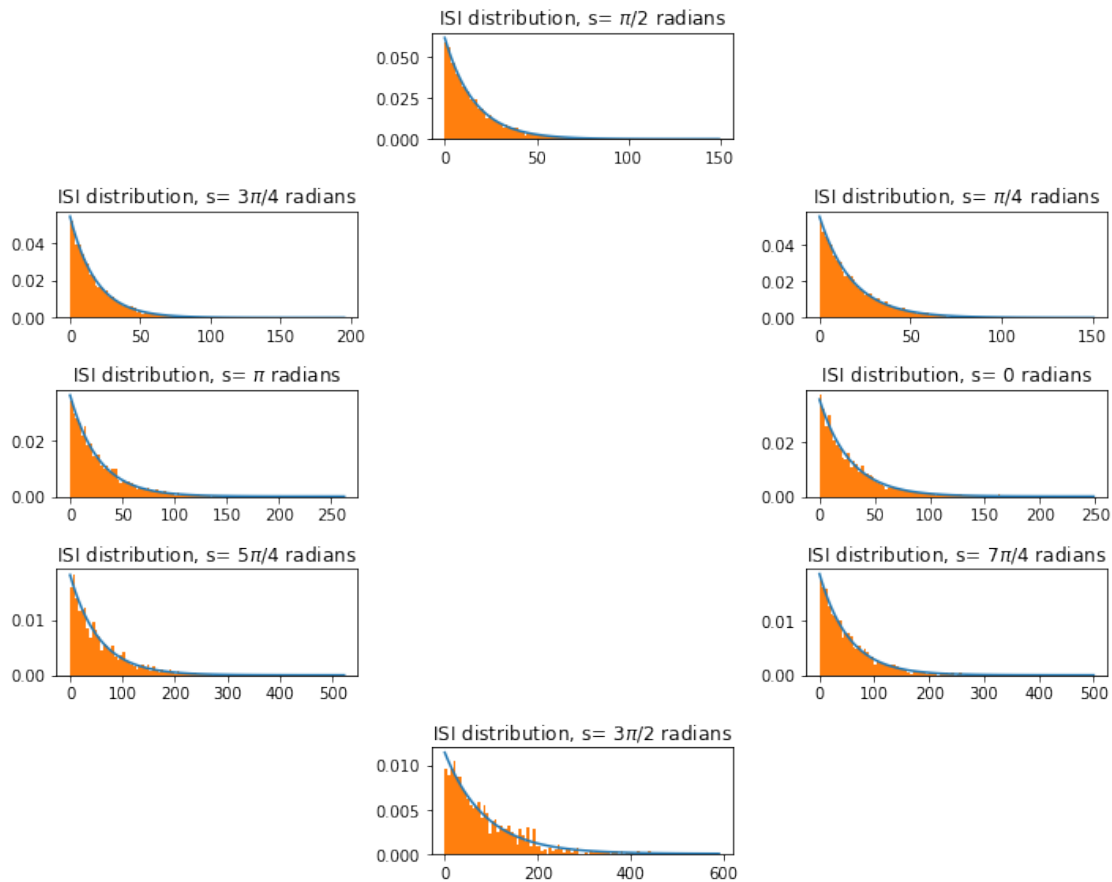 ISI distribution, s= π/2 radians
0.050
0.025
0.000
0 50 100 150
ISI distribution, s= 3π/4 radians
0.04
0.02
0.00
0 50 100 150 200
ISI distribution, s= π/4 radians
0.04
0.02
0.00
0 50 100 150
ISI distribution, s= π radians
0.02
0.00
0 50 100 150 200 250
ISI distribution, s= 0 radians
0.02
0.00
0 50 100 150 200 250
ISI distribution, s= 5π/4 radians
0.01
0.00
0 100 200 300 400 500
ISI distribution, s= 7π/4 radians
0.01
0.00
0 100 200 300 400 500
ISI distribution, s= 3π/2 radians
0.010
0.005
0.000
0 200 400 600